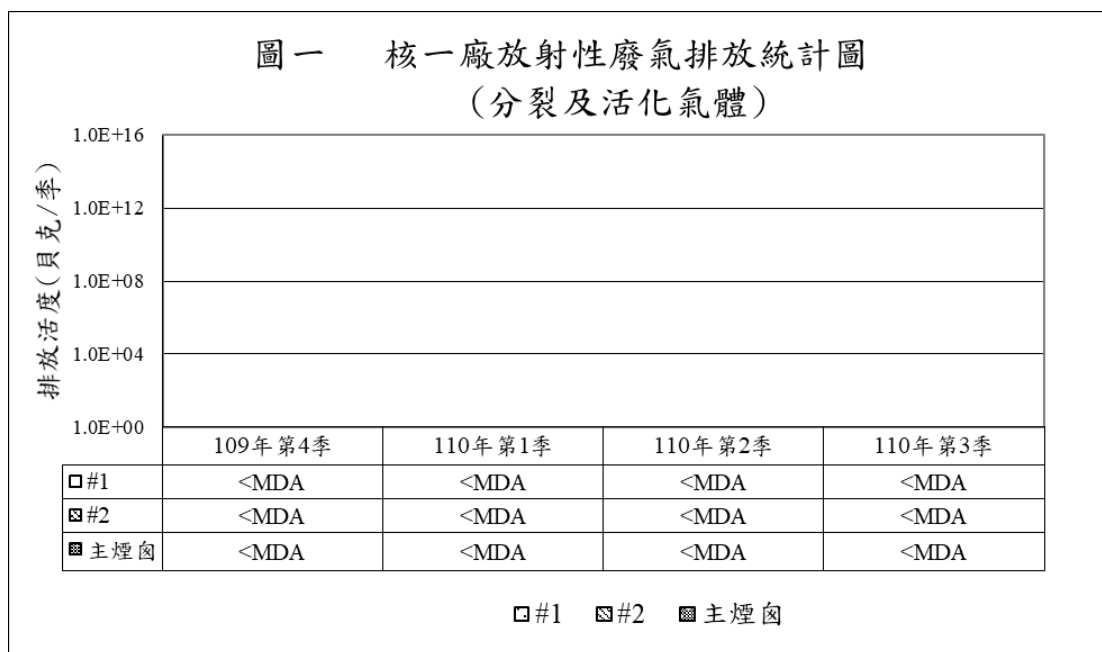 圖一 核一廠放射性廢氣排放統計圖
(分裂及活化氣體)
排放活度(貝克/季)
1.0E+16
1.0E+12
1.0E+08
1.0E+04
1.0E+00
109年第4季 110年第1季 110年第2季 110年第3季
#1 <MDA <MDA <MDA <MDA
#2 <MDA <MDA <MDA <MDA
主煙囪 <MDA <MDA <MDA <MDA
#1 #2 主煙囪